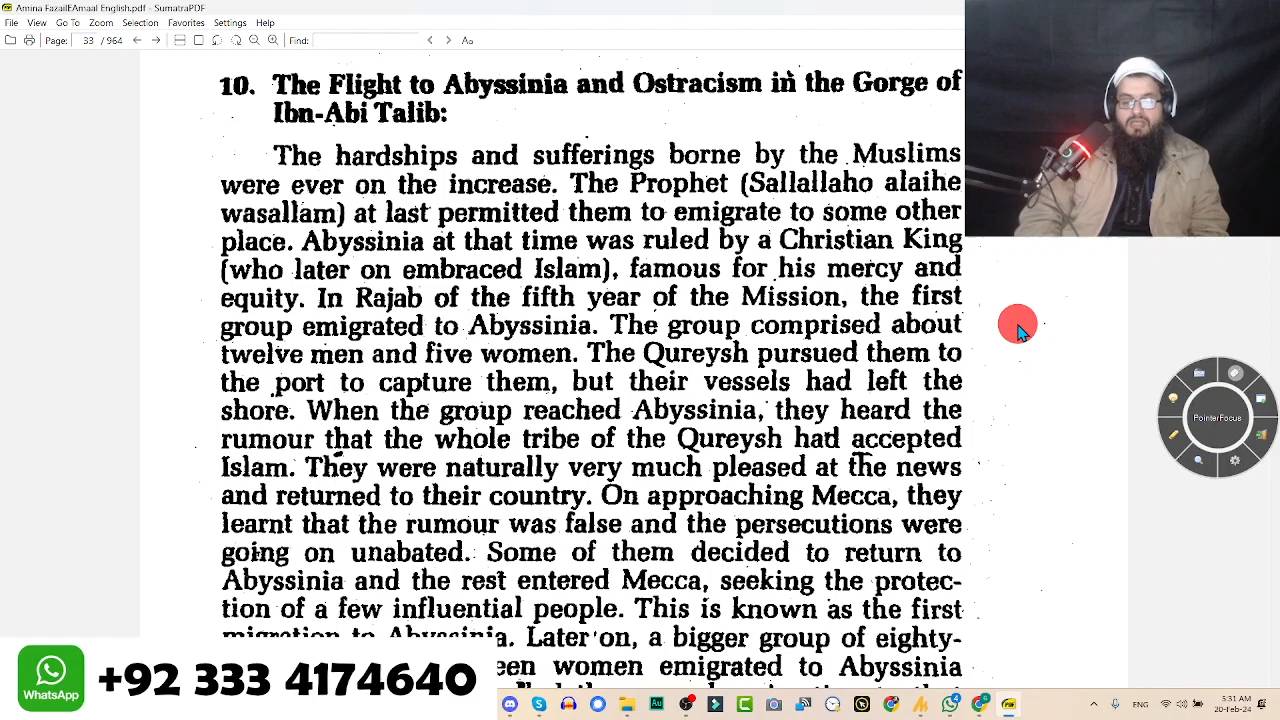 Amina FazailEAmaal English.pdf - SumatraPDF
File View Go To Zoom Favorites Settings Help
Page: 33 / 964 Find:
10. The Flight to Abyssinia and Ostracism in the Gorge of
Ibn-Abi Talib:
The hardships and sufferings borne by the Muslims
were ever on the increase. The Prophet (Sallallaho alaihe
wasallam) at last permitted them to emigrate to some other
place. Abyssinia at that time was ruled by a Christian King
(who later on embraced Islam), famous for his mercy and
equity. In Rajab of the fifth year of the Mission, the first
group emigrated to Abyssinia. The group comprised about
twelve men and five women. The Qureysh pursued them to
the port to capture them, but their vessels had left the
shore. When the group reached Abyssinia, they heard the
rumour that the whole tribe of the Qureysh had accepted
Islam. They were naturally very much pleased at the news
and returned to their country. On approaching Mecca, they
learnt that the rumour was false and the persecutions were
going on unabated. Some of them decided to return to
Abyssinia and the rest entered Mecca, seeking the protec-
tion of a few influential people. This is known as the first
migration to Abyssinia. Later on, a bigger group of eighty-
women emigrated to Abyssinia
PointerFocus
WhatsApp
+92 333 4174640
5:31 AM
20-Feb-24